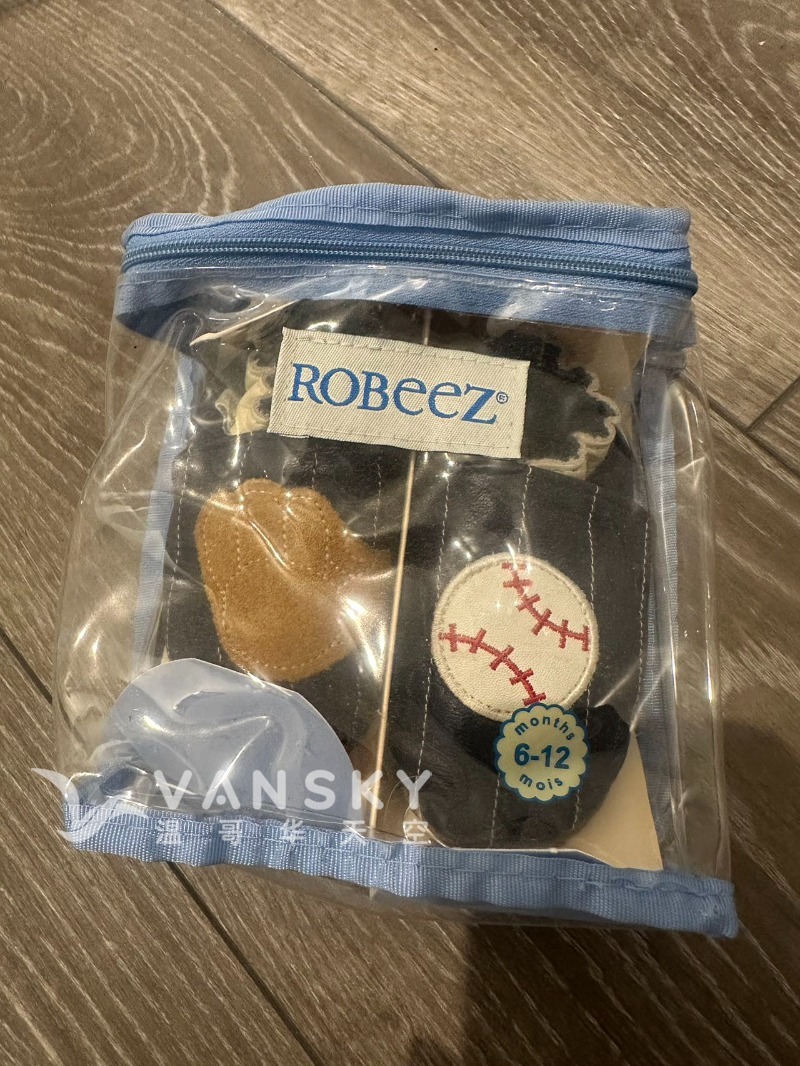 ROBEEZ®
months
6-12
mois
VANSKY
温哥华天空